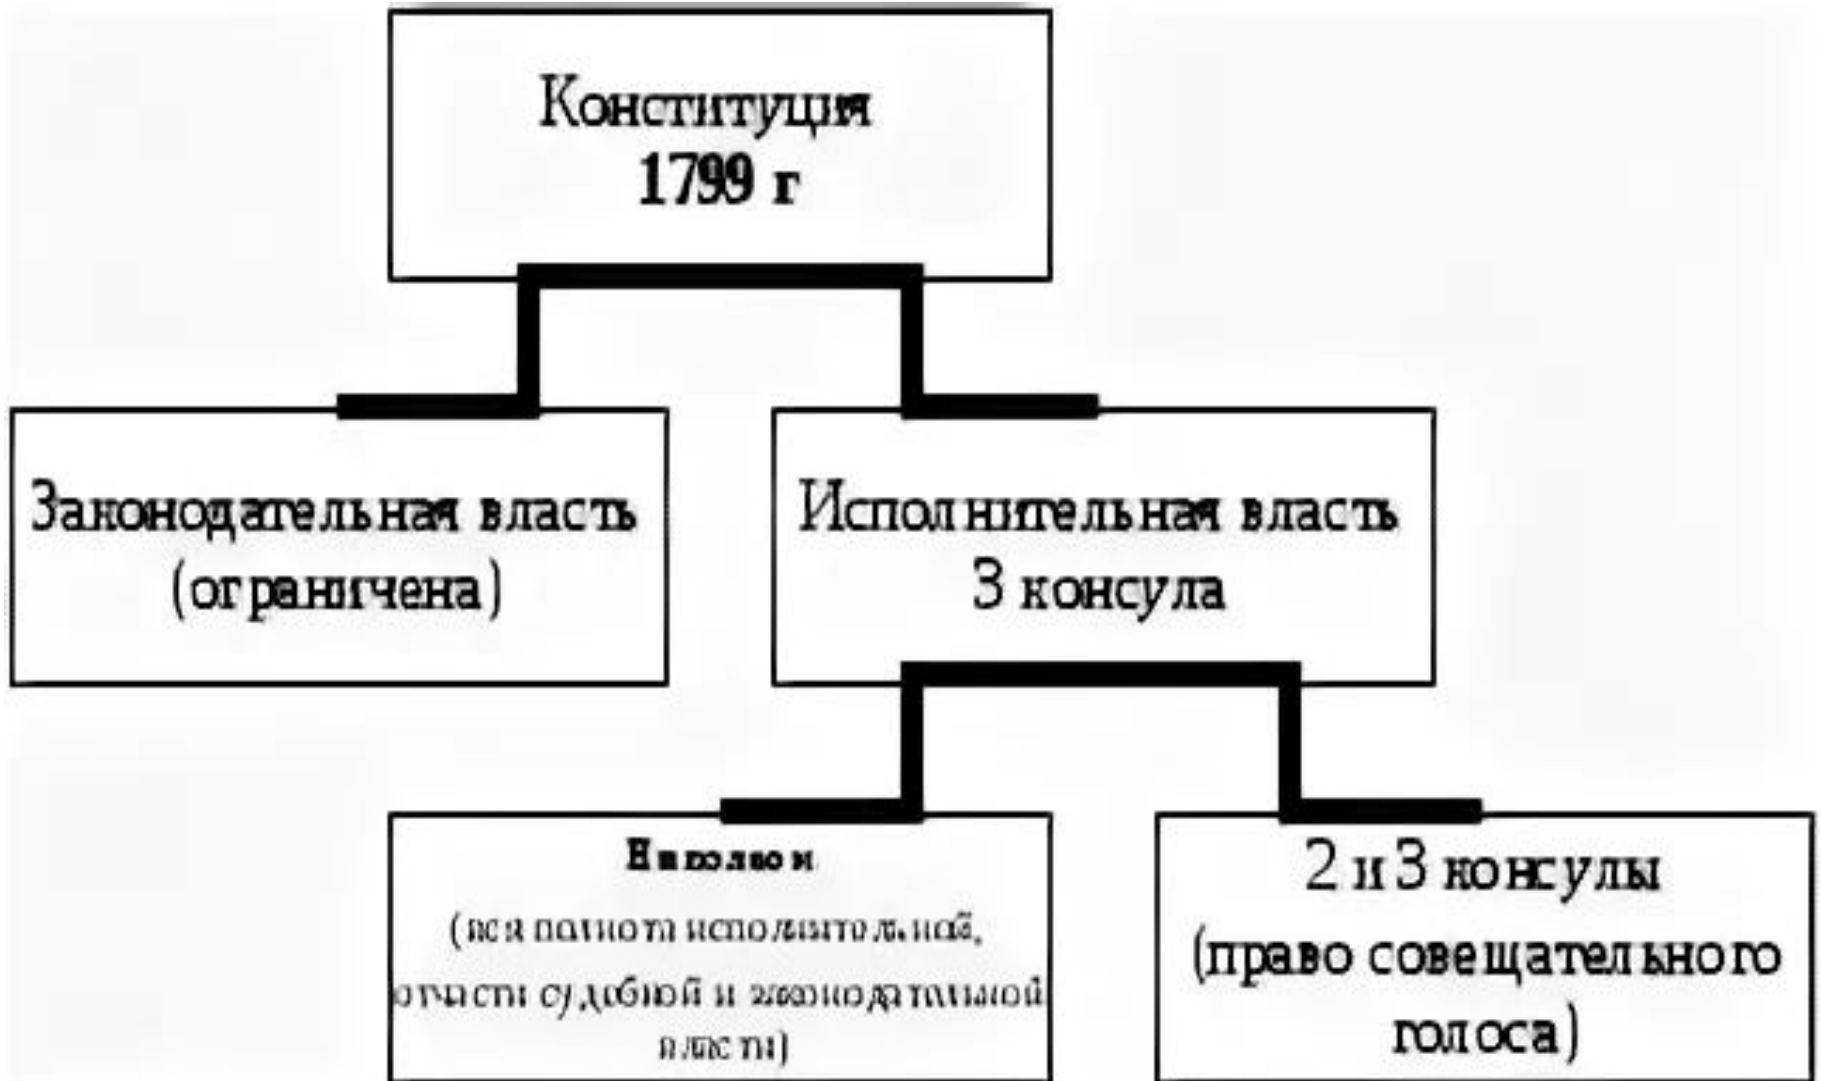 Конституция
1799 г
Законодательная власть
(ограничена)
Исполнительная власть
3 консула
Наполеон
(вся полнота исполнительной,
отчасти судебной и законодательной
власти)
2 и 3 консулы
(право совещательного
голоса)